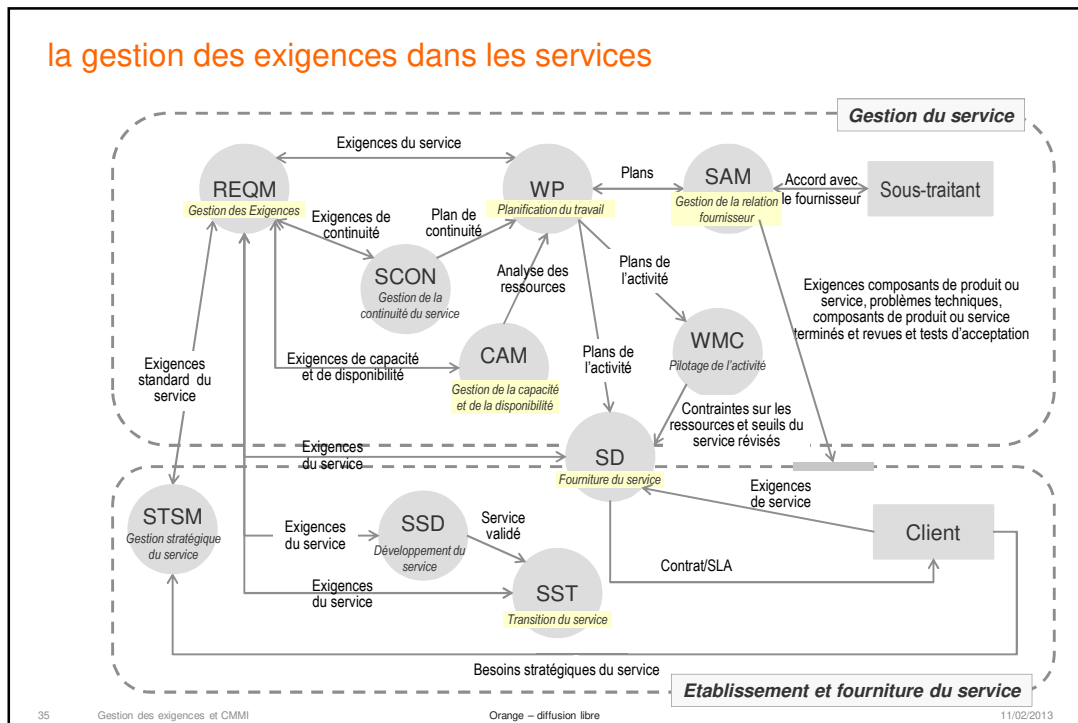 la gestion des exigences dans les services
Gestion du service
Exigences du service
REQM
Gestion des Exigences
WP
Planification du travail
Plans
SAM
Gestion de la relation
fournisseur
Accord avec
le fournisseur
Sous-traitant
Exigences de
continuité
Plan de
continuité
SCON
Gestion de la
continuité du service
Analyse des
ressources
Plans de
l'activité
Exigences composants de produit ou
service, problèmes techniques,
composants de produit ou service
terminés et revues et tests d'acceptation
WMC
Pilotage de l'activité
CAM
Gestion de la capacité
et de la disponibilité
Exigences de capacité
et de disponibilité
Plans de
l'activité
Exigences
standard du
service
Contraintes sur les
ressources et seuils du
service révisés
Exigences
du service
SD
Fourniture du service
Exigences
de service
STSM
Gestion stratégique
du service
Exigences
du service
SSD
Développement du
service
Service
validé
Client
Contrat/SLA
Exigences
du service
SST
Transition du service
Besoins stratégiques du service
Etablissement et fourniture du service
35 Gestion des exigences et CMMI Orange – diffusion libre 11/02/2013